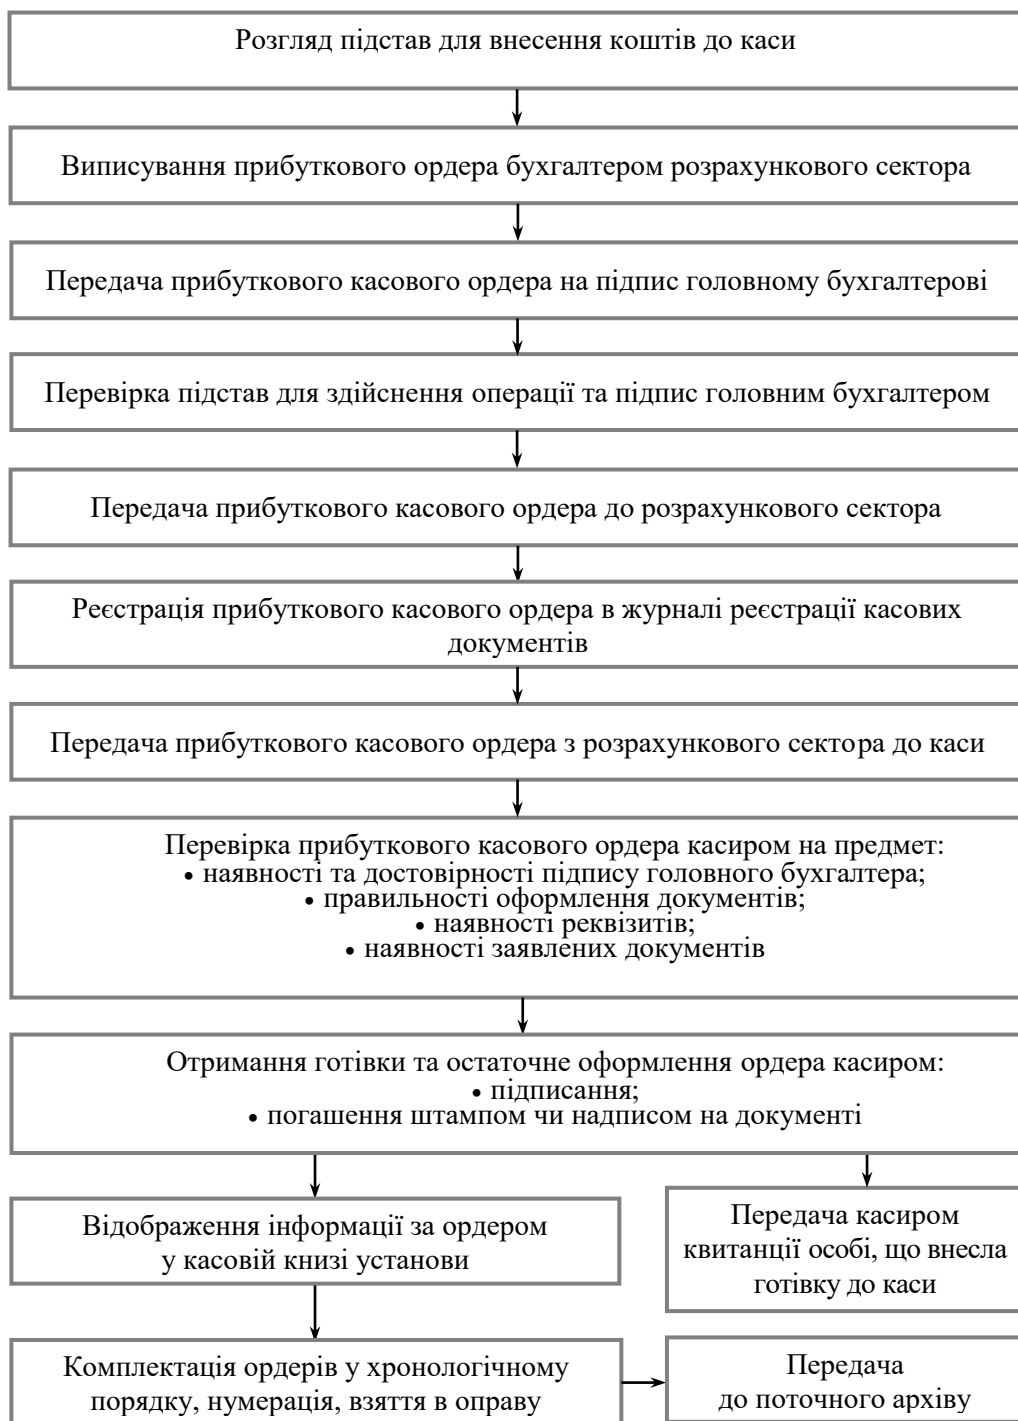 Розгляд підстав для внесення коштів до каси
Виписування прибуткового ордера бухгалтером розрахункового сектора
Передача прибуткового касового ордера на підпис головному бухгалтерові
Перевірка підстав для здійснення операції та підпис головним бухгалтером
Передача прибуткового касового ордера до розрахункового сектора
Реєстрація прибуткового касового ордера в журналі реєстрації касових
документів
Передача прибуткового касового ордера з розрахункового сектора до каси
Перевірка прибуткового касового ордера касиром на предмет:
• наявності та достовірності підпису головного бухгалтера;
• правильності оформлення документів;
• наявності реквізитів;
• наявності заявлених документів
Отримання готівки та остаточне оформлення ордера касиром:
• підписання;
• погашення штампом чи надписом на документі
Відображення інформації за ордером
у касовій книзі установи
Передача касиром
квитанції особі, що внесла
готівку до каси
Комплектація ордерів у хронологічному
порядку, нумерація, взяття в оправу
Передача
до поточного архіву